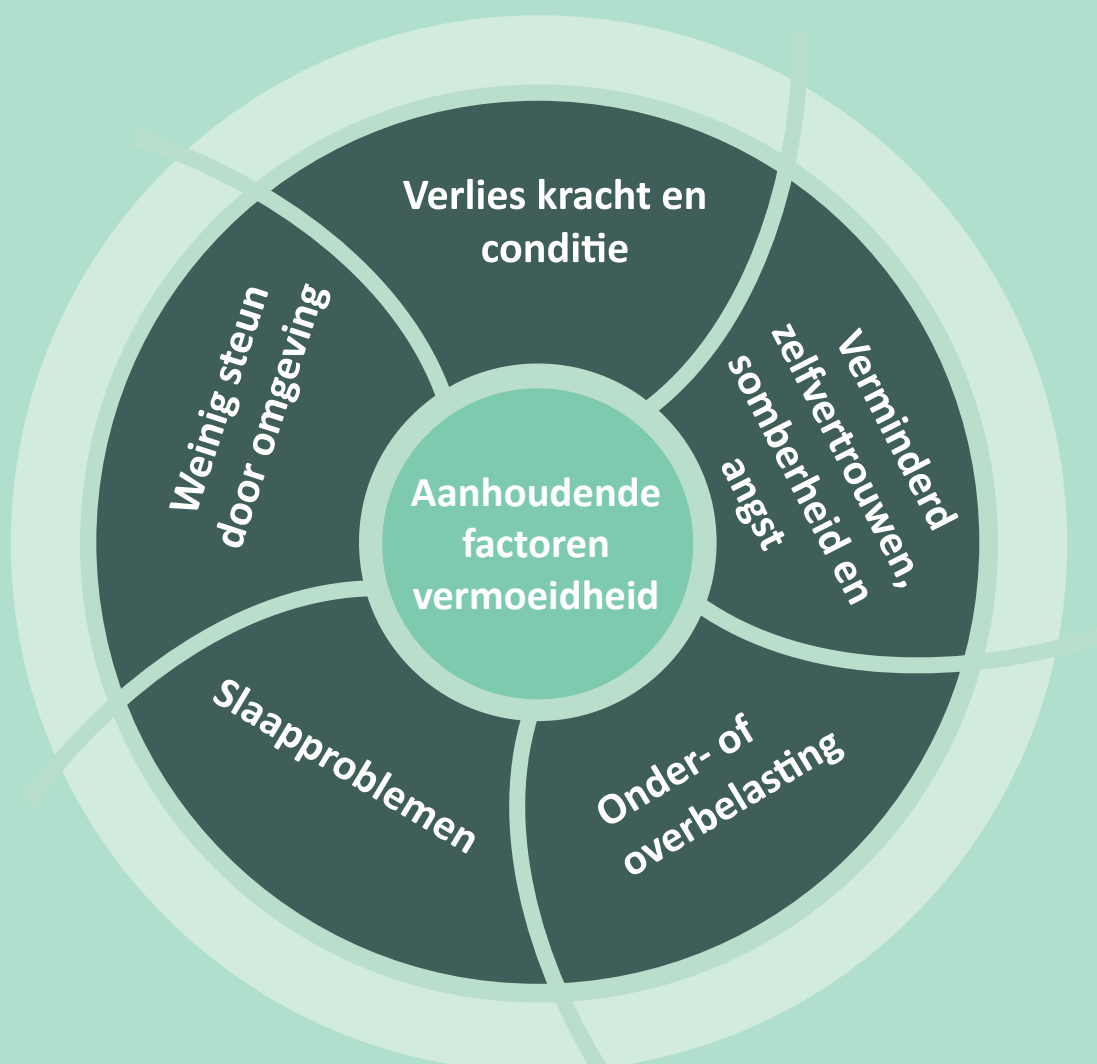 Verlies kracht en
conditie
Verminderd
zelfvertrouwen,
somberheid en
angst
Onder- of
overbelasting
Slaapproblemen
Weinig steun
door omgeving
Aanhoudende
factoren
vermoeidheid